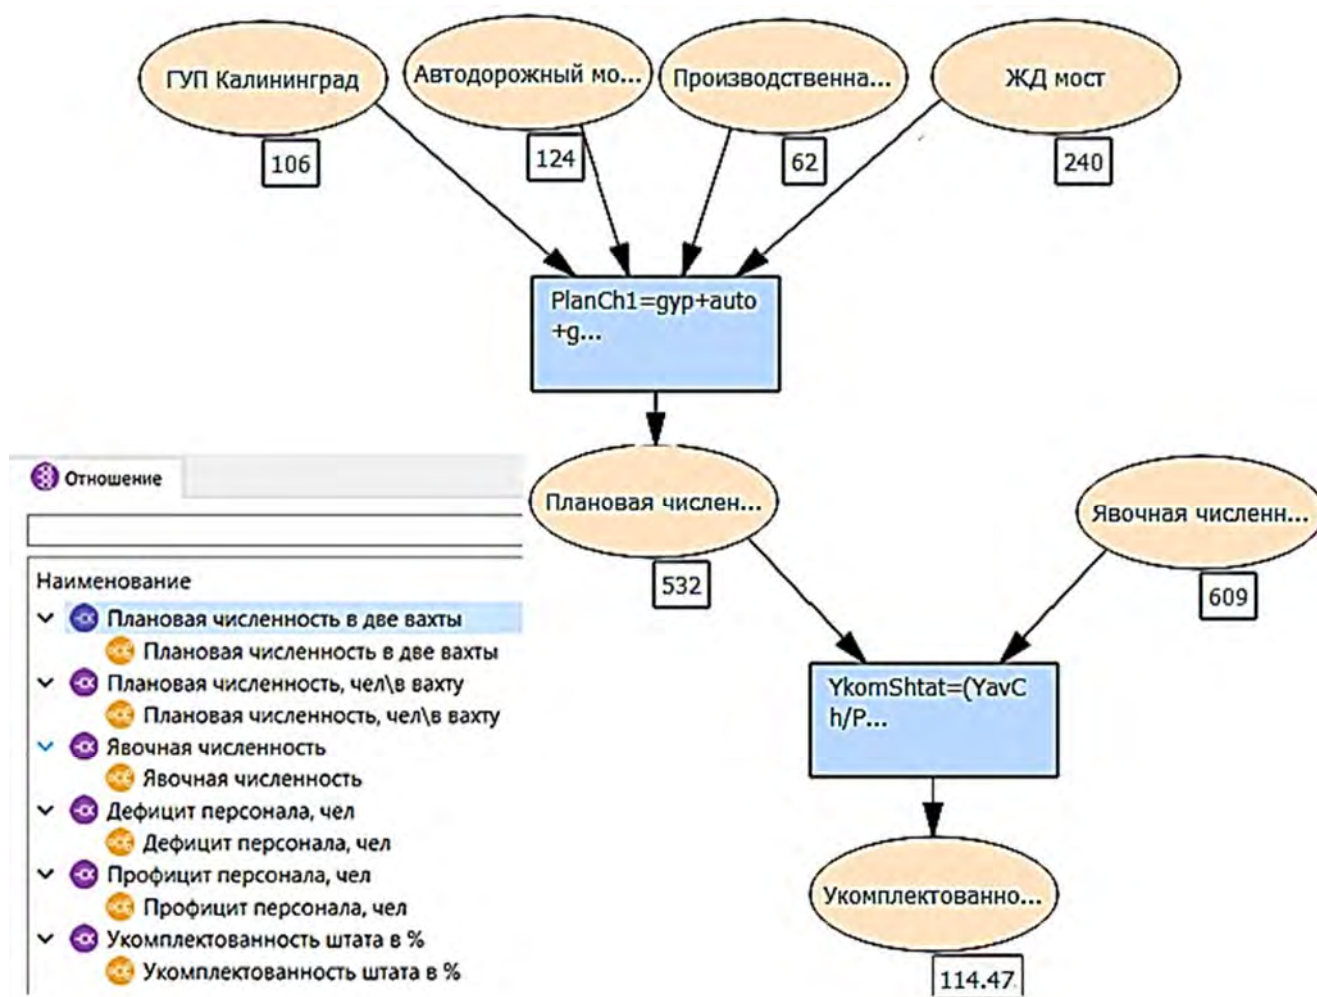 ГУП Калининград
Автодорожный мо...
Производственна...
ЖД мост
106
124
62
240
PlanCh1=gyp+auto
+g...
Отношение
Плановая числен...
Явочная численн...
532
609
Наименование
Плановая численность в две вахты
Плановая численность в две вахты
Плановая численность, чел\в вахту
Плановая численность, чел\в вахту
Явочная численность
Явочная численность
Дефицит персонала, чел
Дефицит персонала, чел
Профицит персонала, чел
Профицит персонала, чел
Укомплектованность штата в %
Укомплектованность штата в %
YkomShtat=(YavC
h/P...
Укомплектованно...
114.47